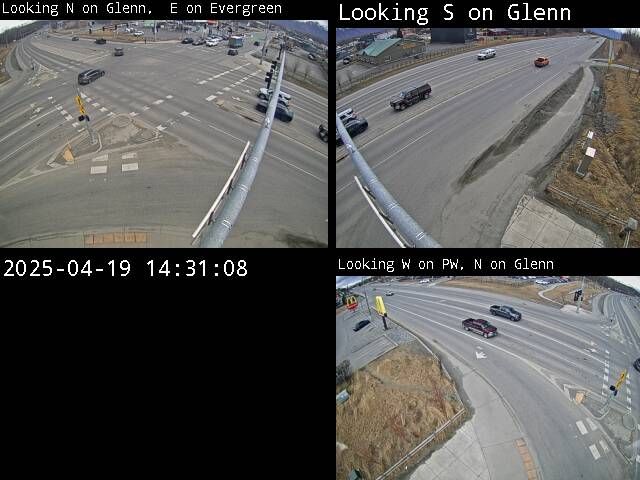 Looking N on Glenn,  E on Evergreen
Looking S on Glenn
2025-04-19 14:31:08
Looking W on PW, N on Glenn